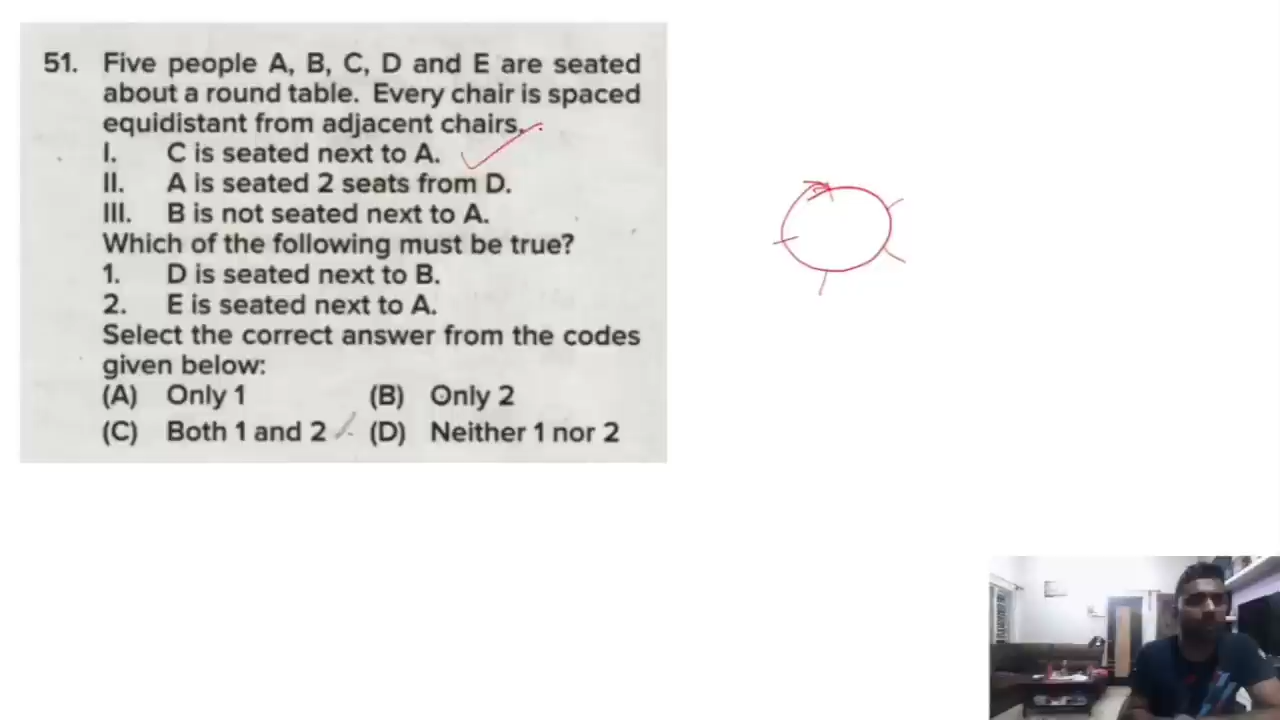 51. Five people A, B, C, D and E are seated
about a round table. Every chair is spaced
equidistant from adjacent chairs.
I. C is seated next to A.
II. A is seated 2 seats from D.
III. B is not seated next to A.
Which of the following must be true?
1. D is seated next to B.
2. E is seated next to A.
Select the correct answer from the codes
given below:
(A) Only 1 (B) Only 2
(C) Both 1 and 2 (D) Neither 1 nor 2